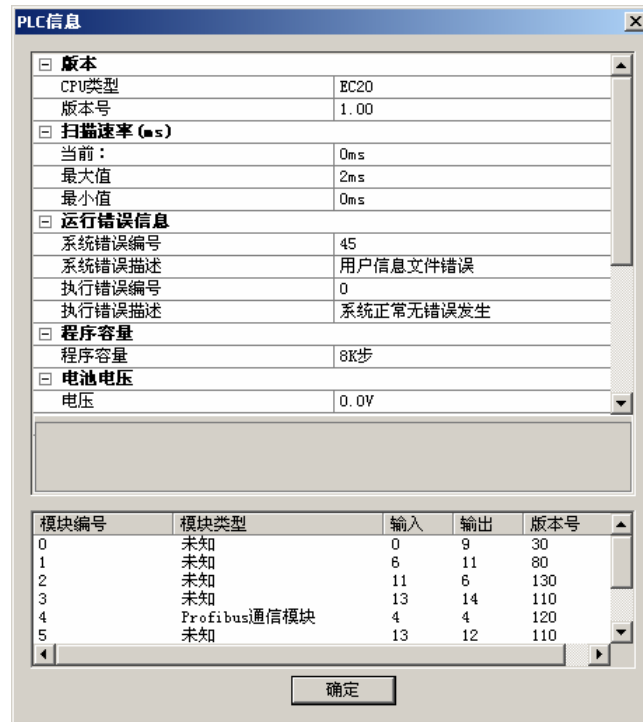 PLC信息
版本
CPU类型 EC20
版本号 1.00
扫描速率(ms)
当前： 0ms
最大值 2ms
最小值 0ms
运行错误信息
系统错误编号 45
系统错误描述 用户信息文件错误
执行错误编号 0
执行错误描述 系统正常无错误发生
程序容量
程序容量 8K步
电池电压
电压 0.0V
模块编号 模块类型 输入 输出 版本号
0 未知 0 9 30
1 未知 6 11 80
2 未知 11 6 130
3 未知 13 14 110
4 Profibus通信模块 4 4 120
5 未知 13 12 110
确定